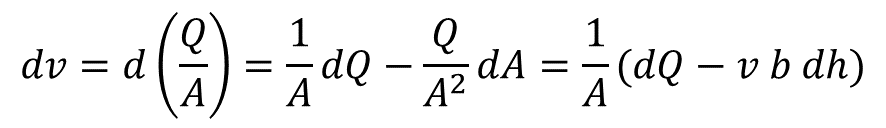 dv = d(Q/A) = 1/A dQ − Q/A² dA = 1/A (dQ − v b dh)